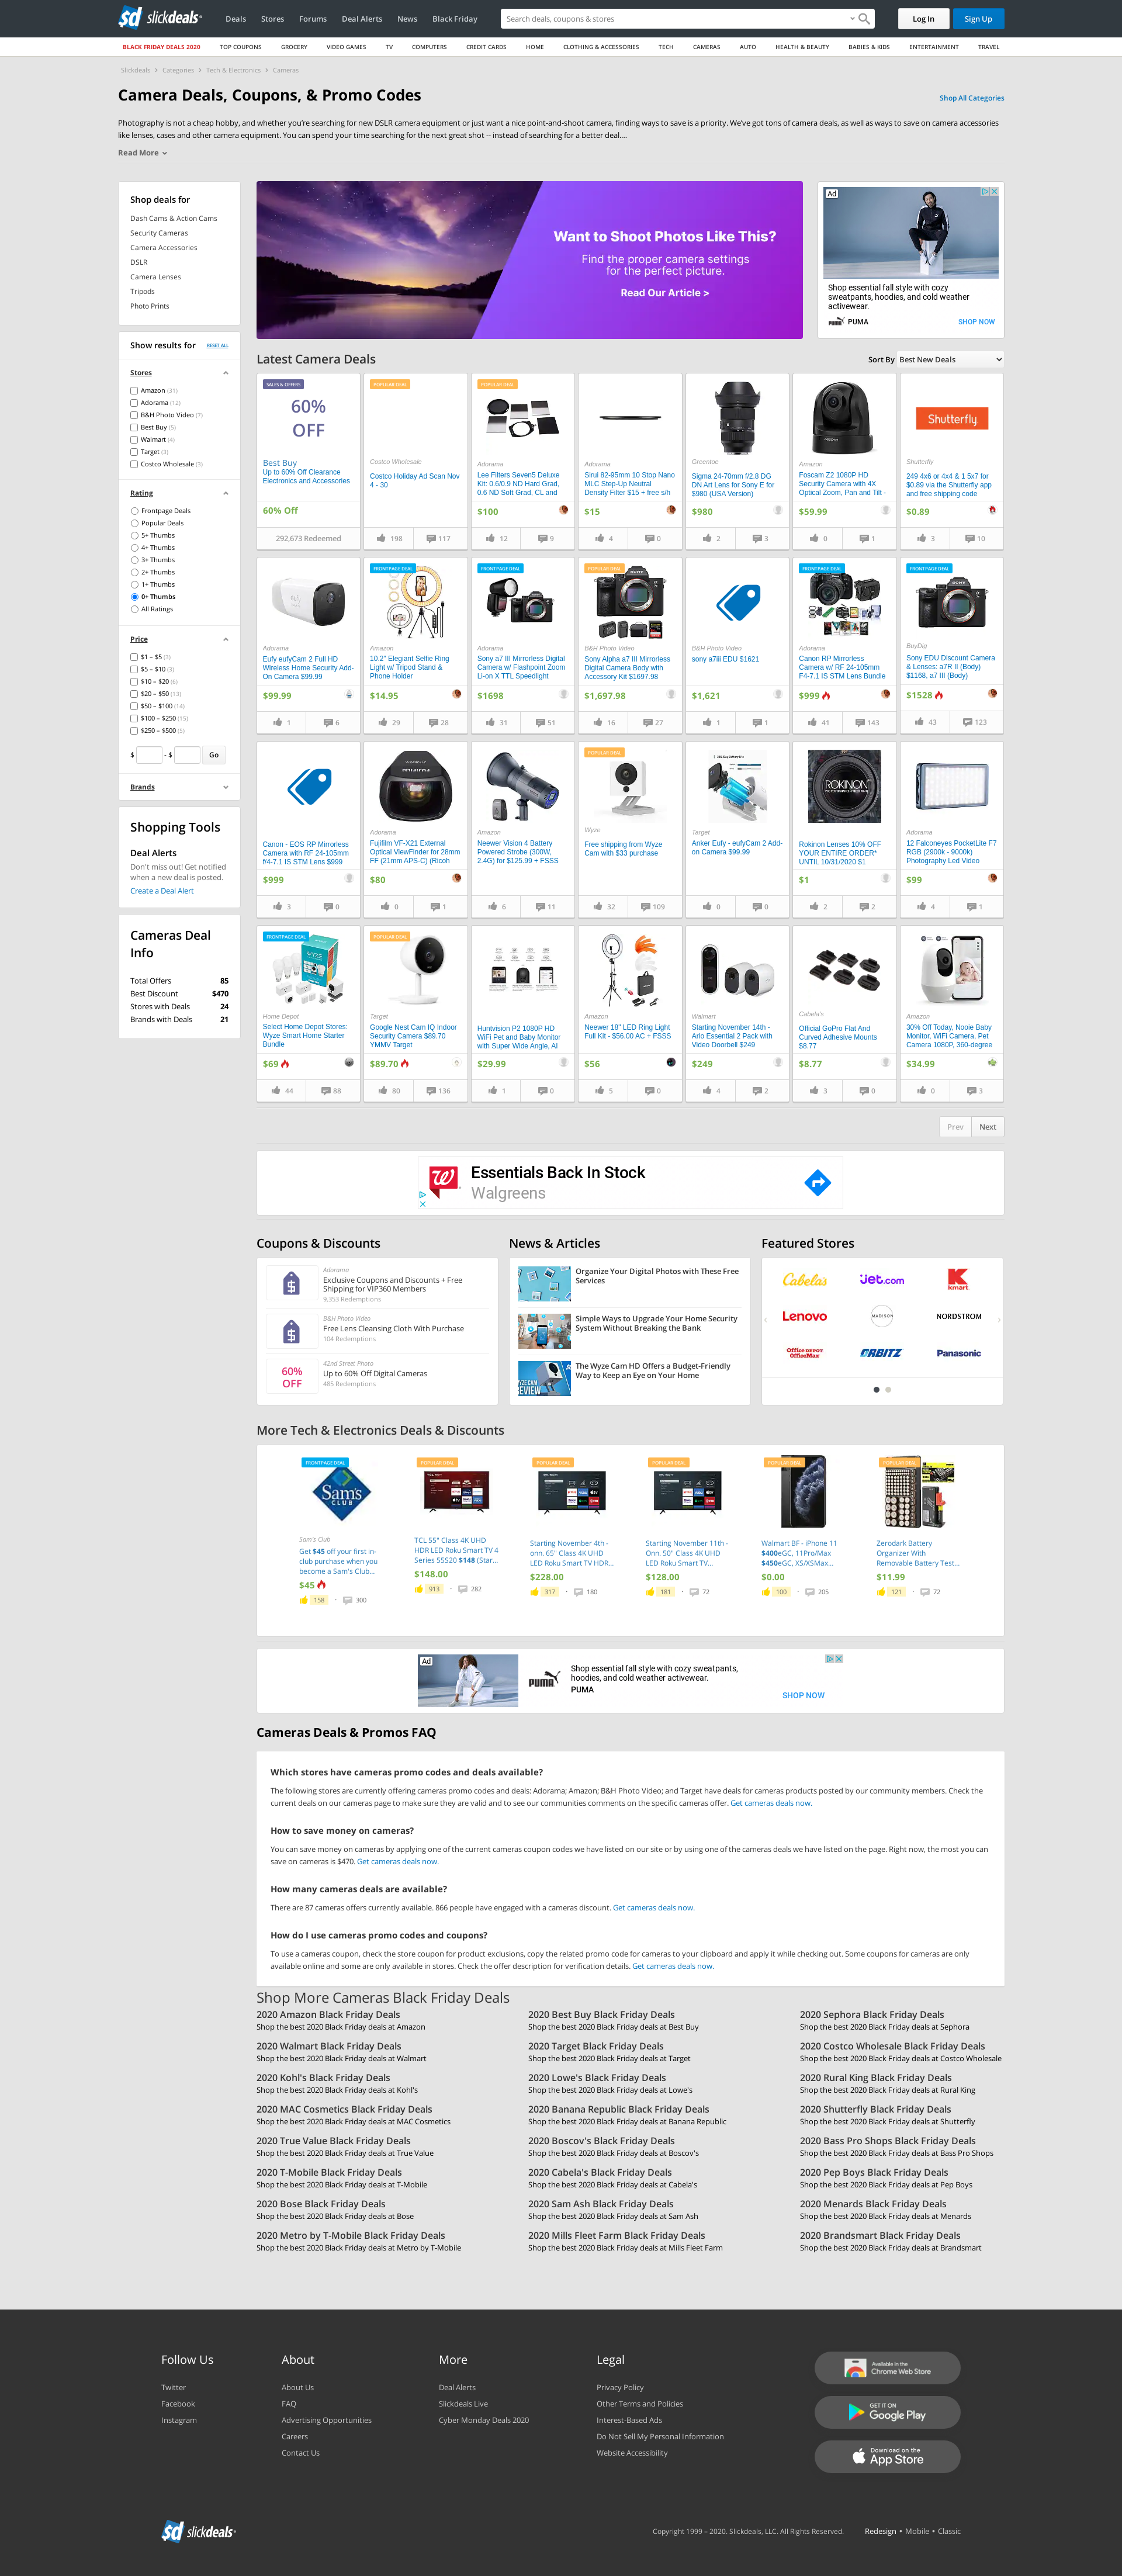 slickdeals
Deals Stores Forums Deal Alerts News Black Friday
Search deals, coupons & stores
Log In Sign Up
BLACK FRIDAY DEALS 2020 TOP COUPONS GROCERY VIDEO GAMES TV COMPUTERS CREDIT CARDS HOME CLOTHING & ACCESSORIES TECH CAMERAS AUTO HEALTH & BEAUTY BABIES & KIDS ENTERTAINMENT TRAVEL
Slickdeals > Categories > Tech & Electronics > Cameras
Camera Deals, Coupons, & Promo Codes
Shop All Categories
Photography is not a cheap hobby, and whether you're searching for new DSLR camera equipment or just want a nice point-and-shoot camera, finding ways to save is a priority. We've got tons of camera deals, as well as ways to save on camera accessories
like lenses, cases and other camera equipment. You can spend your time searching for the next great shot -- instead of searching for a better deal....
Read More
Shop deals for
Dash Cams & Action Cams
Security Cameras
Camera Accessories
DSLR
Camera Lenses
Tripods
Photo Prints
Want to Shoot Photos Like This?
Find the proper camera settings
for the perfect picture.
Read Our Article >
Ad
Shop essential fall style with cozy
sweatpants, hoodies, and cold weather
activewear.
PUMA SHOP NOW
Show results for RESET ALL
Stores
Amazon (31)
Adorama (12)
B&H Photo Video (7)
Best Buy (5)
Walmart (4)
Target (3)
Costco Wholesale (3)
Rating
Frontpage Deals
Popular Deals
5+ Thumbs
4+ Thumbs
3+ Thumbs
2+ Thumbs
1+ Thumbs
0+ Thumbs
All Ratings
Price
$1 – $5 (3)
$5 – $10 (3)
$10 – $20 (6)
$20 – $50 (13)
$50 – $100 (14)
$100 – $250 (15)
$250 – $500 (5)
$ - $ Go
Brands
Shopping Tools
Deal Alerts
Don't miss out! Get notified
when a new deal is posted.
Create a Deal Alert
Cameras Deal
Info
Total Offers 85
Best Discount $470
Stores with Deals 24
Brands with Deals 21
Latest Camera Deals
Sort By Best New Deals
SALES & OFFERS
60%
OFF
Best Buy
Up to 60% Off Clearance
Electronics and Accessories
60% Off
292,673 Redeemed
POPULAR DEAL
Costco Wholesale
Costco Holiday Ad Scan Nov
4 - 30
198 117
POPULAR DEAL
Adorama
Lee Filters Seven5 Deluxe
Kit: 0.6/0.9 ND Hard Grad,
0.6 ND Soft Grad, CL and
$100
12 9
Adorama
Sirui 82-95mm 10 Stop Nano
MLC Step-Up Neutral
Density Filter $15 + free s/h
$15
4 0
Greentoe
Sigma 24-70mm f/2.8 DG
DN Art Lens for Sony E for
$980 (USA Version)
$980
2 3
Amazon
Foscam Z2 1080P HD
Security Camera with 4X
Optical Zoom, Pan and Tilt -
$59.99
0 1
Shutterfly
Shutterfly
249 4x6 or 4x4 & 1 5x7 for
$0.89 via the Shutterfly app
and free shipping code
$0.89
3 10
Adorama
Eufy eufyCam 2 Full HD
Wireless Home Security Add-
On Camera $99.99
$99.99
1 6
FRONTPAGE DEAL
Amazon
10.2" Elegiant Selfie Ring
Light w/ Tripod Stand &
Phone Holder
$14.95
29 28
FRONTPAGE DEAL
Adorama
Sony a7 III Mirrorless Digital
Camera w/ Flashpoint Zoom
Li-on X TTL Speedlight
$1698
31 51
POPULAR DEAL
B&H Photo Video
Sony Alpha a7 III Mirrorless
Digital Camera Body with
Accessory Kit $1697.98
$1,697.98
16 27
B&H Photo Video
sony a7iii EDU $1621
$1,621
1 1
FRONTPAGE DEAL
Adorama
Canon RP Mirrorless
Camera w/ RF 24-105mm
F4-7.1 IS STM Lens Bundle
$999
41 143
FRONTPAGE DEAL
BuyDig
Sony EDU Discount Camera
& Lenses: a7R II (Body)
$1168, a7 III (Body)
$1528
43 123
Canon - EOS RP Mirrorless
Camera with RF 24-105mm
f/4-7.1 IS STM Lens $999
$999
3 0
Adorama
Fujifilm VF-X21 External
Optical ViewFinder for 28mm
FF (21mm APS-C) (Ricoh
$80
0 1
Amazon
Neewer Vision 4 Battery
Powered Strobe (300W,
2.4G) for $125.99 + FSSS
6 11
POPULAR DEAL
Wyze
Free shipping from Wyze
Cam with $33 purchase
32 109
Target
Anker Eufy - eufyCam 2 Add-
on Camera $99.99
0 0
ROKINON
Rokinon Lenses 10% OFF
YOUR ENTIRE ORDER*
UNTIL 10/31/2020 $1
$1
2 2
Adorama
12 Falconeyes PocketLite F7
RGB (2900k - 9000k)
Photography Led Video
$99
4 1
FRONTPAGE DEAL
Home Depot
Select Home Depot Stores:
Wyze Smart Home Starter
Bundle
$69
44 88
POPULAR DEAL
Target
Google Nest Cam IQ Indoor
Security Camera $89.70
YMMV Target
$89.70
80 136
Huntvision P2 1080P HD
WiFi Pet and Baby Monitor
with Super Wide Angle, AI
$29.99
1 0
Amazon
Neewer 18" LED Ring Light
Full Kit - $56.00 AC + FSSS
$56
5 0
Walmart
Starting November 14th -
Arlo Essential 2 Pack with
Video Doorbell $249
$249
4 2
Cabela's
Official GoPro Flat And
Curved Adhesive Mounts
$8.77
$8.77
3 0
Amazon
30% Off Today, Nooie Baby
Monitor, WiFi Camera, Pet
Camera 1080P, 360-degree
$34.99
0 3
Prev Next
Essentials Back In Stock
Walgreens
Coupons & Discounts
Adorama
Exclusive Coupons and Discounts + Free
Shipping for VIP360 Members
9,353 Redemptions
B&H Photo Video
Free Lens Cleansing Cloth With Purchase
104 Redemptions
60%
OFF
42nd Street Photo
Up to 60% Off Digital Cameras
485 Redemptions
News & Articles
Organize Your Digital Photos with These Free
Services
Simple Ways to Upgrade Your Home Security
System Without Breaking the Bank
The Wyze Cam HD Offers a Budget-Friendly
Way to Keep an Eye on Your Home
Featured Stores
Cabela's jet.com kmart
Lenovo MADISON NORDSTROM
Office DEPOT OfficeMax ORBITZ Panasonic
More Tech & Electronics Deals & Discounts
FRONTPAGE DEAL
Sam's CLUB
Sam's Club
Get $45 off your first in-
club purchase when you
become a Sam's Club...
$45
158 · 300
POPULAR DEAL
TCL 55" Class 4K UHD
HDR LED Roku Smart TV 4
Series 55S20 $148 (Star...
$148.00
913 · 282
POPULAR DEAL
Starting November 4th -
onn. 65" Class 4K UHD
LED Roku Smart TV HDR...
$228.00
317 · 180
POPULAR DEAL
Starting November 11th -
Onn. 50" Class 4K UHD
LED Roku Smart TV...
$128.00
181 · 72
POPULAR DEAL
Walmart BF - iPhone 11
$400eGC, 11Pro/Max
$450eGC, XS/XSMax...
$0.00
100 · 205
POPULAR DEAL
Zerodark Battery
Organizer With
Removable Battery Test...
$11.99
121 · 72
Ad
PUMA
Shop essential fall style with cozy sweatpants,
hoodies, and cold weather activewear.
PUMA
SHOP NOW
Cameras Deals & Promos FAQ
Which stores have cameras promo codes and deals available?
The following stores are currently offering cameras promo codes and deals: Adorama; Amazon; B&H Photo Video; and Target have deals for cameras products posted by our community members. Check the
current deals on our cameras page to make sure they are valid and to see our communities comments on the specific cameras offer. Get cameras deals now.
How to save money on cameras?
You can save money on cameras by applying one of the current cameras coupon codes we have listed on our site or by using one of the cameras deals we have listed on the page. Right now, the most you can
save on cameras is $470. Get cameras deals now.
How many cameras deals are available?
There are 87 cameras offers currently available. 866 people have engaged with a cameras discount. Get cameras deals now.
How do I use cameras promo codes and coupons?
To use a cameras coupon, check the store coupon for product exclusions, copy the related promo code for cameras to your clipboard and apply it while checking out. Some coupons for cameras are only
available online and some are only available in stores. Check the offer description for verification details. Get cameras deals now.
Shop More Cameras Black Friday Deals
2020 Amazon Black Friday Deals 2020 Best Buy Black Friday Deals 2020 Sephora Black Friday Deals
Shop the best 2020 Black Friday deals at Amazon Shop the best 2020 Black Friday deals at Best Buy Shop the best 2020 Black Friday deals at Sephora
2020 Walmart Black Friday Deals 2020 Target Black Friday Deals 2020 Costco Wholesale Black Friday Deals
Shop the best 2020 Black Friday deals at Walmart Shop the best 2020 Black Friday deals at Target Shop the best 2020 Black Friday deals at Costco Wholesale
2020 Kohl's Black Friday Deals 2020 Lowe's Black Friday Deals 2020 Rural King Black Friday Deals
Shop the best 2020 Black Friday deals at Kohl's Shop the best 2020 Black Friday deals at Lowe's Shop the best 2020 Black Friday deals at Rural King
2020 MAC Cosmetics Black Friday Deals 2020 Banana Republic Black Friday Deals 2020 Shutterfly Black Friday Deals
Shop the best 2020 Black Friday deals at MAC Cosmetics Shop the best 2020 Black Friday deals at Banana Republic Shop the best 2020 Black Friday deals at Shutterfly
2020 True Value Black Friday Deals 2020 Boscov's Black Friday Deals 2020 Bass Pro Shops Black Friday Deals
Shop the best 2020 Black Friday deals at True Value Shop the best 2020 Black Friday deals at Boscov's Shop the best 2020 Black Friday deals at Bass Pro Shops
2020 T-Mobile Black Friday Deals 2020 Cabela's Black Friday Deals 2020 Pep Boys Black Friday Deals
Shop the best 2020 Black Friday deals at T-Mobile Shop the best 2020 Black Friday deals at Cabela's Shop the best 2020 Black Friday deals at Pep Boys
2020 Bose Black Friday Deals 2020 Sam Ash Black Friday Deals 2020 Menards Black Friday Deals
Shop the best 2020 Black Friday deals at Bose Shop the best 2020 Black Friday deals at Sam Ash Shop the best 2020 Black Friday deals at Menards
2020 Metro by T-Mobile Black Friday Deals 2020 Mills Fleet Farm Black Friday Deals 2020 Brandsmart Black Friday Deals
Shop the best 2020 Black Friday deals at Metro by T-Mobile Shop the best 2020 Black Friday deals at Mills Fleet Farm Shop the best 2020 Black Friday deals at Brandsmart
Follow Us
Twitter
Facebook
Instagram
About
About Us
FAQ
Advertising Opportunities
Careers
Contact Us
More
Deal Alerts
Slickdeals Live
Cyber Monday Deals 2020
Legal
Privacy Policy
Other Terms and Policies
Interest-Based Ads
Do Not Sell My Personal Information
Website Accessibility
Available in the
Chrome Web Store
GET IT ON
Google Play
Download on the
App Store
slickdeals
Copyright 1999 – 2020. Slickdeals, LLC. All Rights Reserved. Redesign • Mobile • Classic